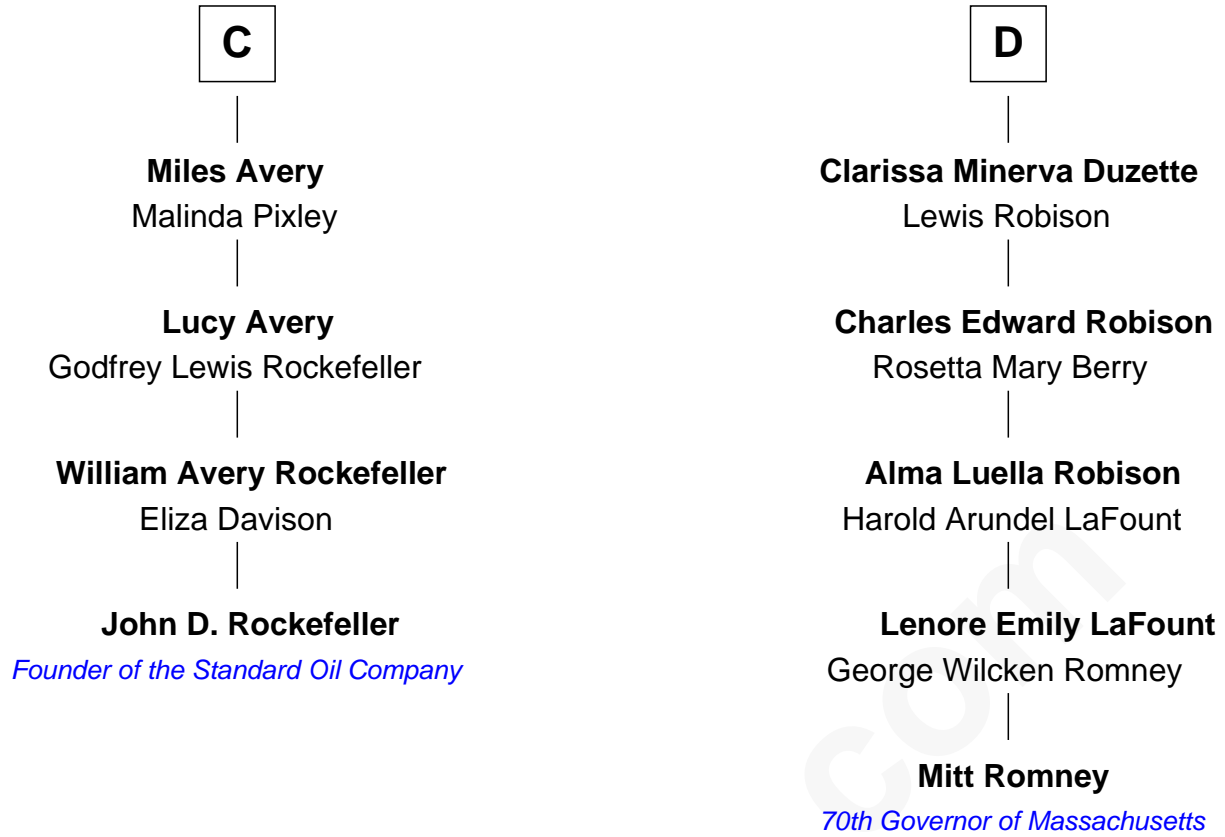 C
Miles Avery
Malinda Pixley
Lucy Avery
Godfrey Lewis Rockefeller
William Avery Rockefeller
Eliza Davison
John D. Rockefeller
Founder of the Standard Oil Company
D
Clarissa Minerva Duzette
Lewis Robison
Charles Edward Robison
Rosetta Mary Berry
Alma Luella Robison
Harold Arundel LaFount
Lenore Emily LaFount
George Wilcken Romney
Mitt Romney
70th Governor of Massachusetts
com